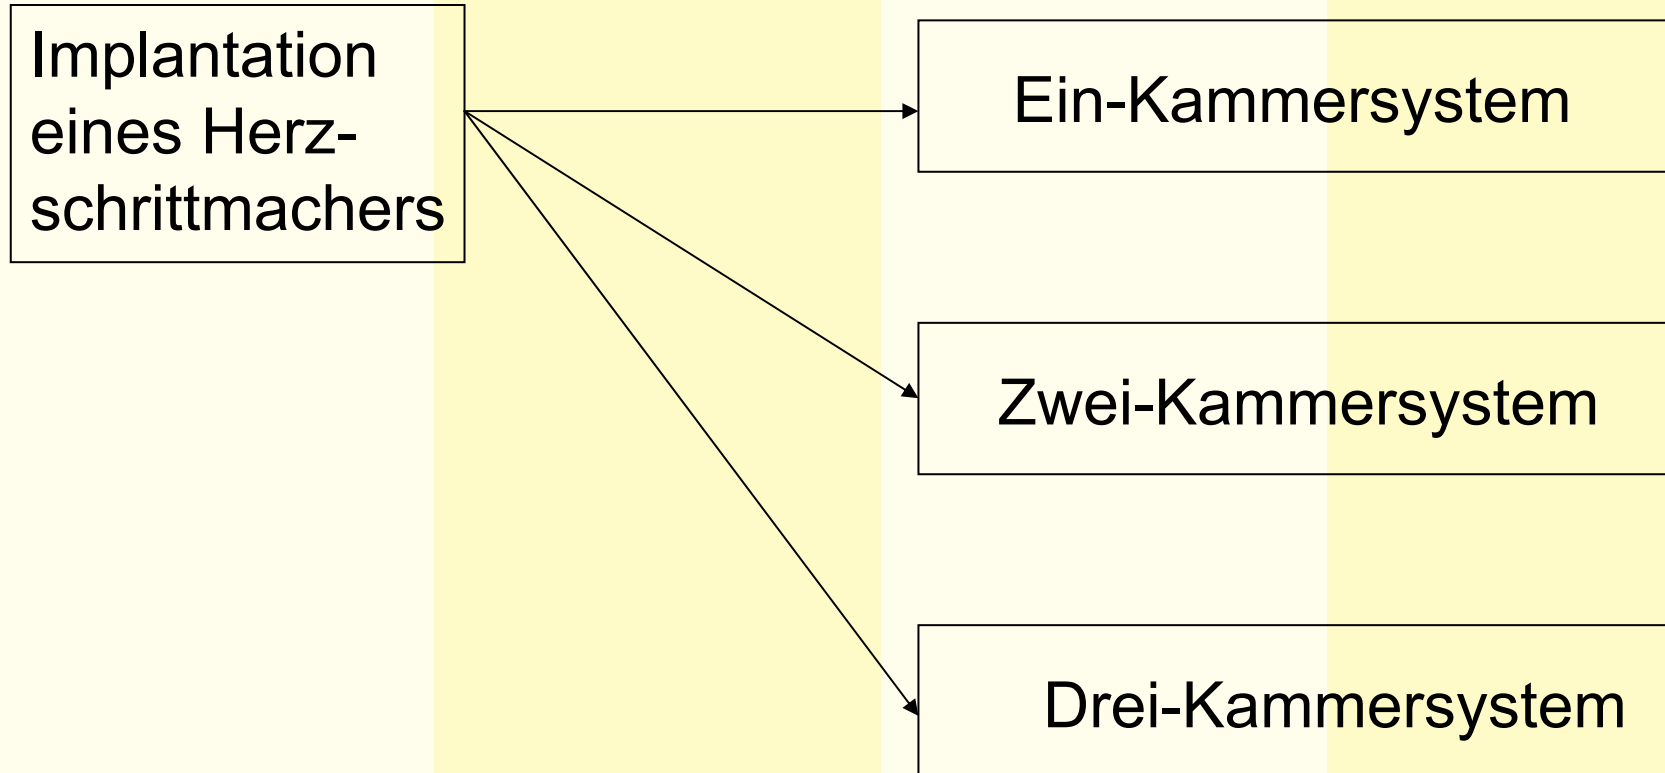 Implantation
eines Herz-
schrittmachers
Ein-Kammersystem
Zwei-Kammersystem
Drei-Kammersystem